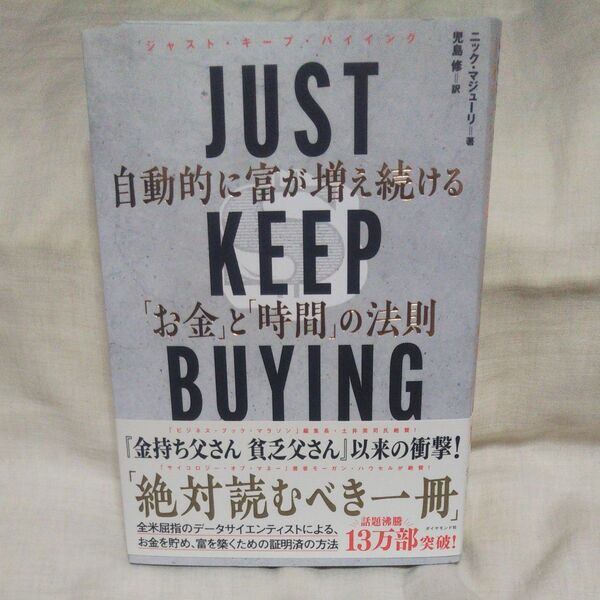 ジャスト・キープ・バイイング
ニック・マジューリ=著
児島 修=訳
JUST
自動的に富が増え続ける
KEEP
「お金」と「時間」の法則
BUYING
「ビジネス・ブック・マラソン」編集長・土井英司氏絶賛!
『金持ち父さん 貧乏父さん』以来の衝撃!
『サイコロジー・オブ・マネー』著者モーガン・ハウセルが絶賛!
「絶対読むべき一冊」
全米屈指のデータサイエンティストによる、
お金を貯め、富を築くための証明済の方法
話題沸騰
13万部突破!
ダイヤモンド社